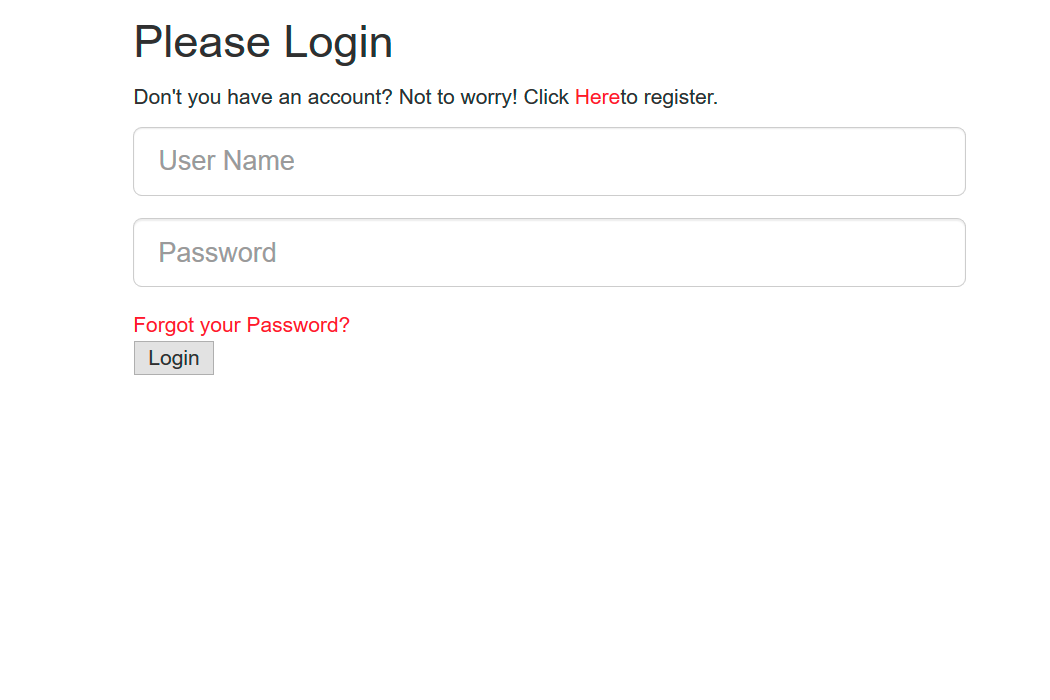 Please Login
Don't you have an account? Not to worry! Click Hereto register.
User Name
Password
Forgot your Password?
Login